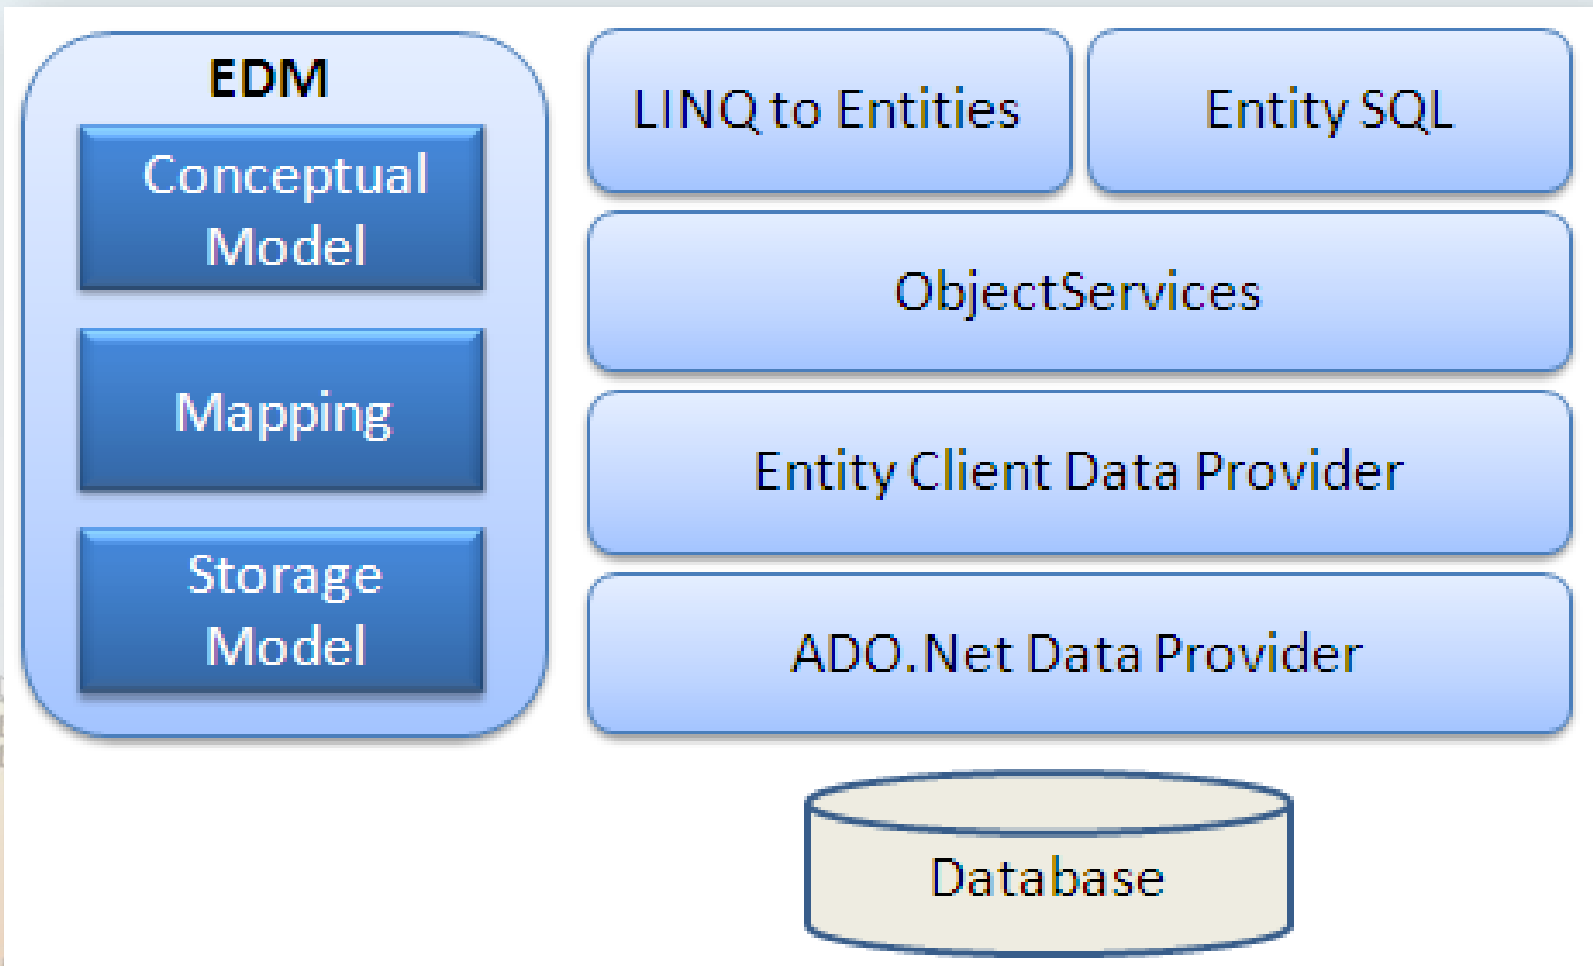 EDM
Conceptual
Model
Mapping
Storage
Model
LINQ to Entities
Entity SQL
ObjectServices
Entity Client Data Provider
ADO.Net Data Provider
Database